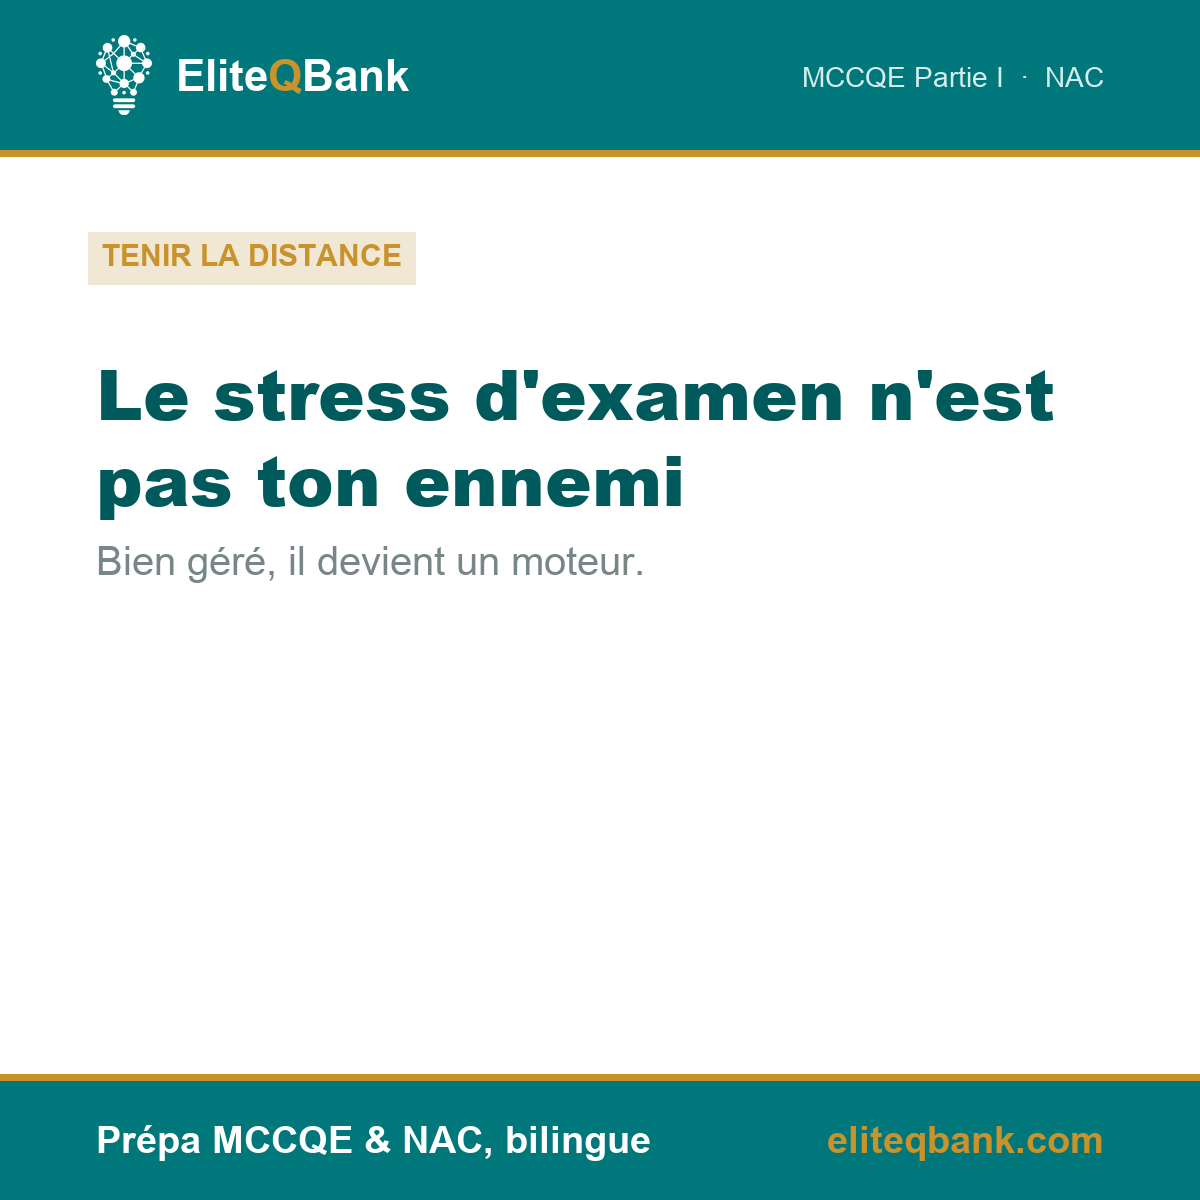 EliteQBank
MCCQE Partie I · NAC
TENIR LA DISTANCE
Le stress d'examen n'est
pas ton ennemi
Bien géré, il devient un moteur.
Prépa MCCQE & NAC, bilingue
eliteqbank.com